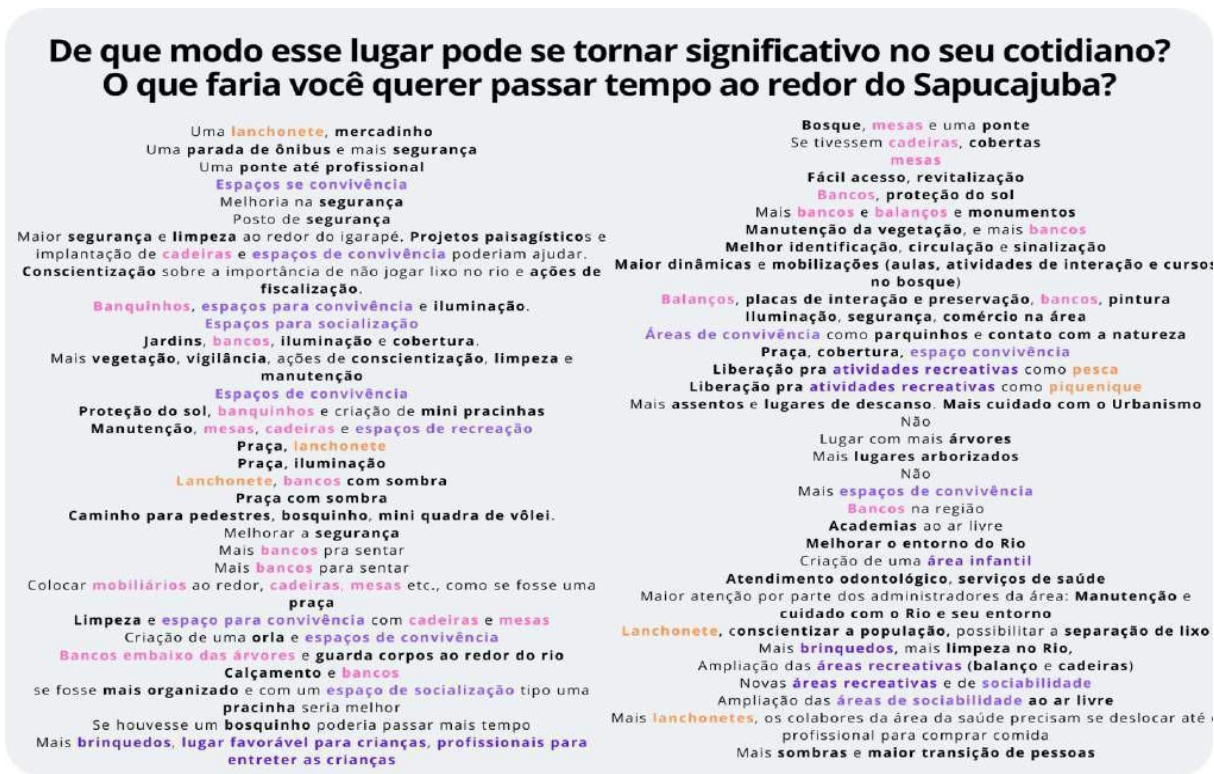 De que modo esse lugar pode se tornar significativo no seu cotidiano?
O que faria você querer passar tempo ao redor do Sapucajuba?
Uma lanchonete, mercadinho
Uma parada de ônibus e mais segurança
Uma ponte até profissional
Espaços se convivência
Melhoria na segurança
Posto de segurança
Maior segurança e limpeza ao redor do igarapé. Projetos paisagísticos e
implantação de cadeiras e espaços de convivência poderiam ajudar.
Conscientização sobre a importância de não jogar lixo no rio e ações de
fiscalização.
Banquinhos, espaços para convivência e iluminação.
Espaços para socialização
Jardins, bancos, iluminação e cobertura.
Mais vegetação, vigilância, ações de conscientização, limpeza e
manutenção
Espaços de convivência
Proteção do sol, banquinhos e criação de mini pracinhas
Manutenção, mesas, cadeiras e espaços de recreação
Praça, lanchonete
Praça, iluminação
Lanchonete, bancos com sombra
Praça com sombra
Caminho para pedestres, bosquinho, mini quadra de vôlei.
Melhorar a segurança
Mais bancos pra sentar
Mais bancos para sentar
Colocar mobiliários ao redor, cadeiras, mesas etc., como se fosse uma
praça
Limpeza e espaço para convivência com cadeiras e mesas
Criação de uma orla e espaços de convivência
Bancos embaixo das árvores e guarda corpos ao redor do rio
Calçamento e bancos
se fosse mais organizado e com um espaço de socialização tipo uma
pracinha seria melhor
Se houvesse um bosquinho poderia passar mais tempo
Mais brinquedos, lugar favorável para crianças, profissionais para
entreter as crianças
Bosque, mesas e uma ponte
Se tivessem cadeiras, cobertas
mesas
Fácil acesso, revitalização
Bancos, proteção do sol
Mais bancos e balanços e monumentos
Manutenção da vegetação, e mais bancos
Melhor identificação, circulação e sinalização
Maior dinâmicas e mobilizações (aulas, atividades de interação e cursos
no bosque)
Balanços, placas de interação e preservação, bancos, pintura
Iluminação, segurança, comércio na área
Áreas de convivência como parquinhos e contato com a natureza
Praça, cobertura, espaço convivência
Liberação pra atividades recreativas como pesca
Liberação pra atividades recreativas como piquenique
Mais assentos e lugares de descanso. Mais cuidado com o Urbanismo
Não
Lugar com mais árvores
Mais lugares arborizados
Não
Mais espaços de convivência
Bancos na região
Academias ao ar livre
Melhorar o entorno do Rio
Criação de uma área infantil
Atendimento odontológico, serviços de saúde
Maior atenção por parte dos administradores da área: Manutenção e
cuidado com o Rio e seu entorno
Lanchonete, conscientizar a população, possibilitar a separação de lixo
Mais brinquedos, mais limpeza no Rio,
Ampliação das áreas recreativas (balanço e cadeiras)
Novas áreas recreativas e de sociabilidade
Ampliação das áreas de sociabilidade ao ar livre
Mais lanchonetes, os colabores da área da saúde precisam se deslocar até
profissional para comprar comida
Mais sombras e maior transição de pessoas